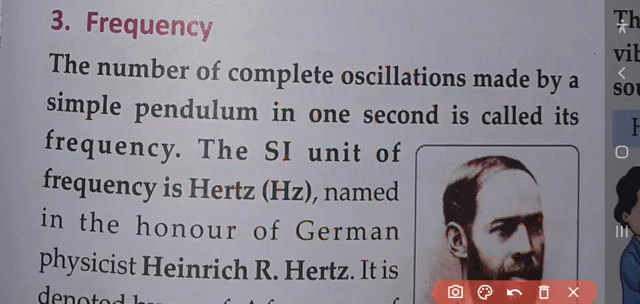 3. Frequency
The number of complete oscillations made by a
simple pendulum in one second is called its
frequency. The SI unit of
frequency is Hertz (Hz), named
in the honour of German
physicist Heinrich R. Hertz. It is